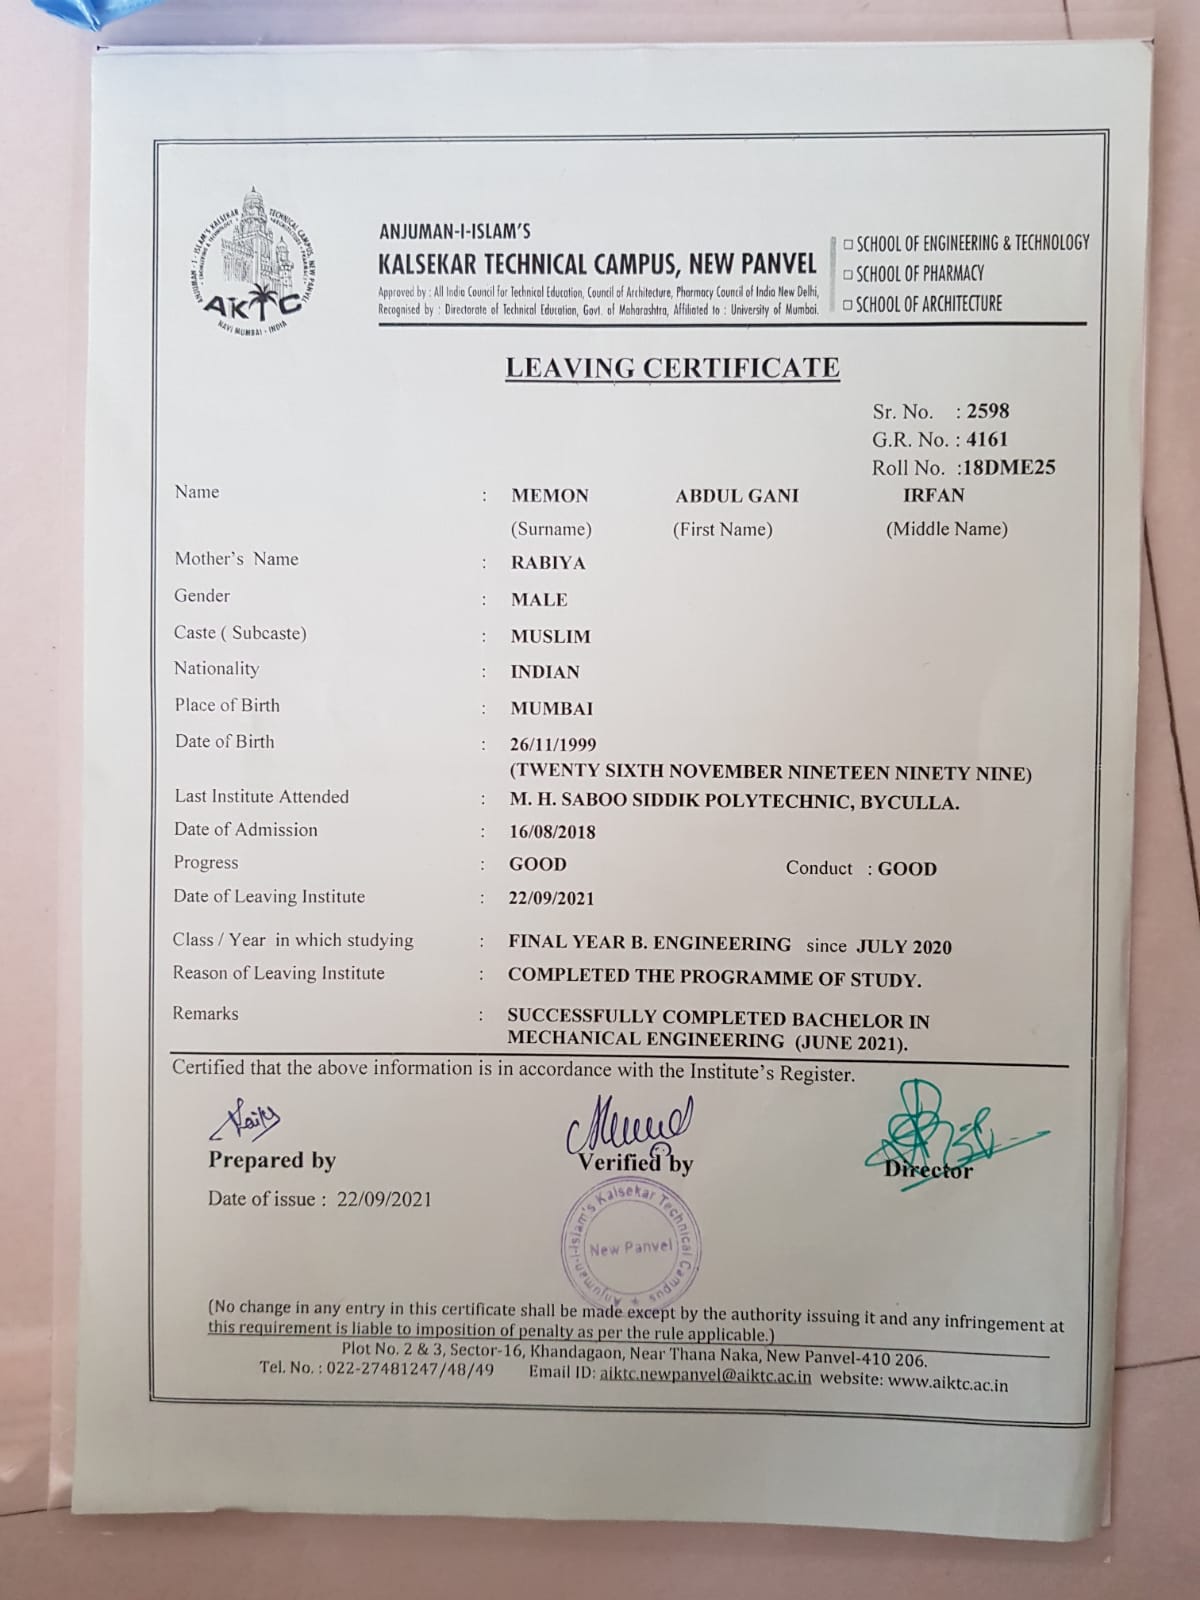 ANJUMAN-I-ISLAM'S
KALSEKAR TECHNICAL CAMPUS, NEW PANVEL
Approved by : All India Council for Technical Education, Council of Architecture, Pharmacy Council of India New Delhi,
Recognised by : Directorate of Technical Education, Govt. of Maharashtra, Affiliated to : University of Mumbai.
SCHOOL OF ENGINEERING & TECHNOLOGY
SCHOOL OF PHARMACY
SCHOOL OF ARCHITECTURE
ANJUMAN - I - ISLAM'S KALSEKAR TECHNICAL CAMPUS, NEW PANVEL
AKTC
NAVI MUMBAI - INDIA
LEAVING CERTIFICATE
Sr. No. : 2598
G.R. No. : 4161
Roll No. :18DME25
Name : MEMON ABDUL GANI IRFAN
(Surname) (First Name) (Middle Name)
Mother's Name : RABIYA
Gender : MALE
Caste ( Subcaste) : MUSLIM
Nationality : INDIAN
Place of Birth : MUMBAI
Date of Birth : 26/11/1999
(TWENTY SIXTH NOVEMBER NINETEEN NINETY NINE)
Last Institute Attended : M. H. SABOO SIDDIK POLYTECHNIC, BYCULLA.
Date of Admission : 16/08/2018
Progress : GOOD Conduct : GOOD
Date of Leaving Institute : 22/09/2021
Class / Year in which studying : FINAL YEAR B. ENGINEERING since JULY 2020
Reason of Leaving Institute : COMPLETED THE PROGRAMME OF STUDY.
Remarks : SUCCESSFULLY COMPLETED BACHELOR IN
MECHANICAL ENGINEERING (JUNE 2021).
Certified that the above information is in accordance with the Institute's Register.
Prepared by Verified by Director
Date of issue : 22/09/2021
Anjuman-I-Islam's Kalsekar Technical Campus
New Panvel
(No change in any entry in this certificate shall be made except by the authority issuing it and any infringement at
this requirement is liable to imposition of penalty as per the rule applicable.)
Plot No. 2 & 3, Sector-16, Khandagaon, Near Thana Naka, New Panvel-410 206.
Tel. No. : 022-27481247/48/49 Email ID: aiktc.newpanvel@aiktc.ac.in website: www.aiktc.ac.in